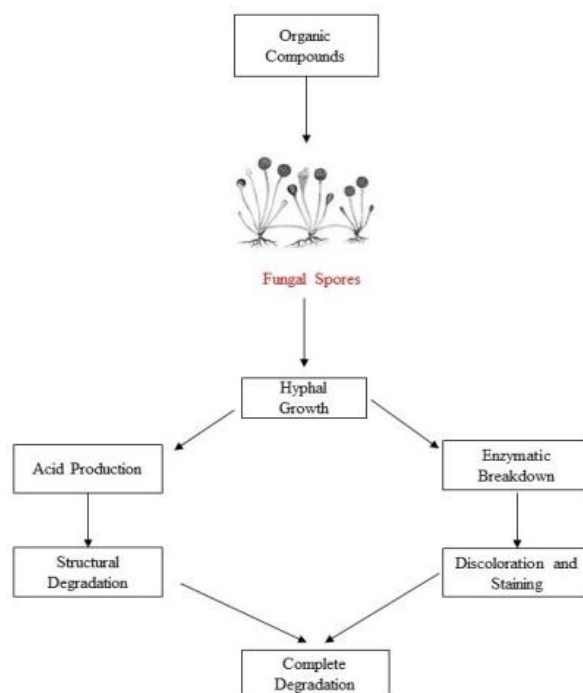 Organic
Compounds
Fungal Spores
Hyphal
Growth
Acid Production
Enzymatic
Breakdown
Structural
Degradation
Discoloration and
Staining
Complete
Degradation